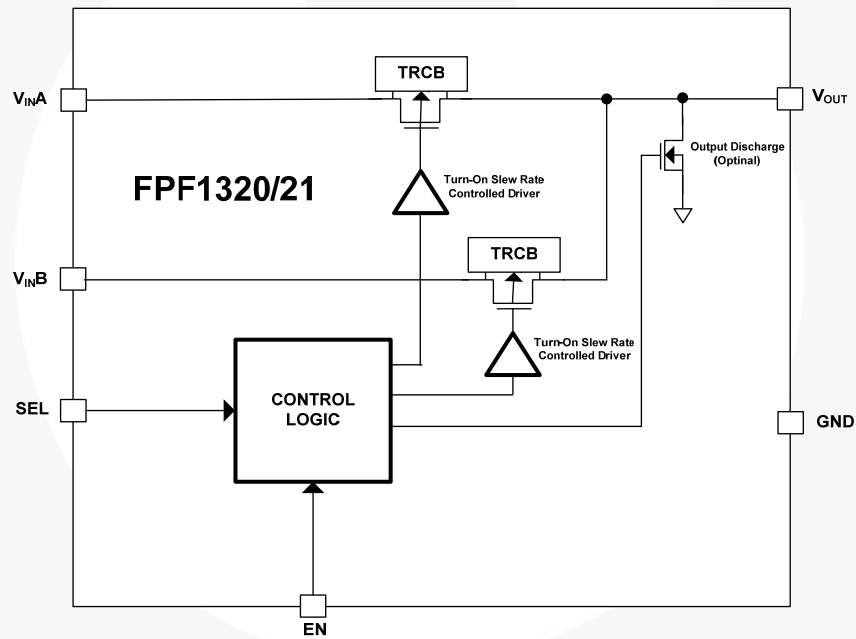 TRCB
VINA
VOUT
Output Discharge
(Optinal)
Turn-On Slew Rate
Controlled Driver
FPF1320/21
TRCB
VINB
Turn-On Slew Rate
Controlled Driver
CONTROL
LOGIC
SEL
GND
EN